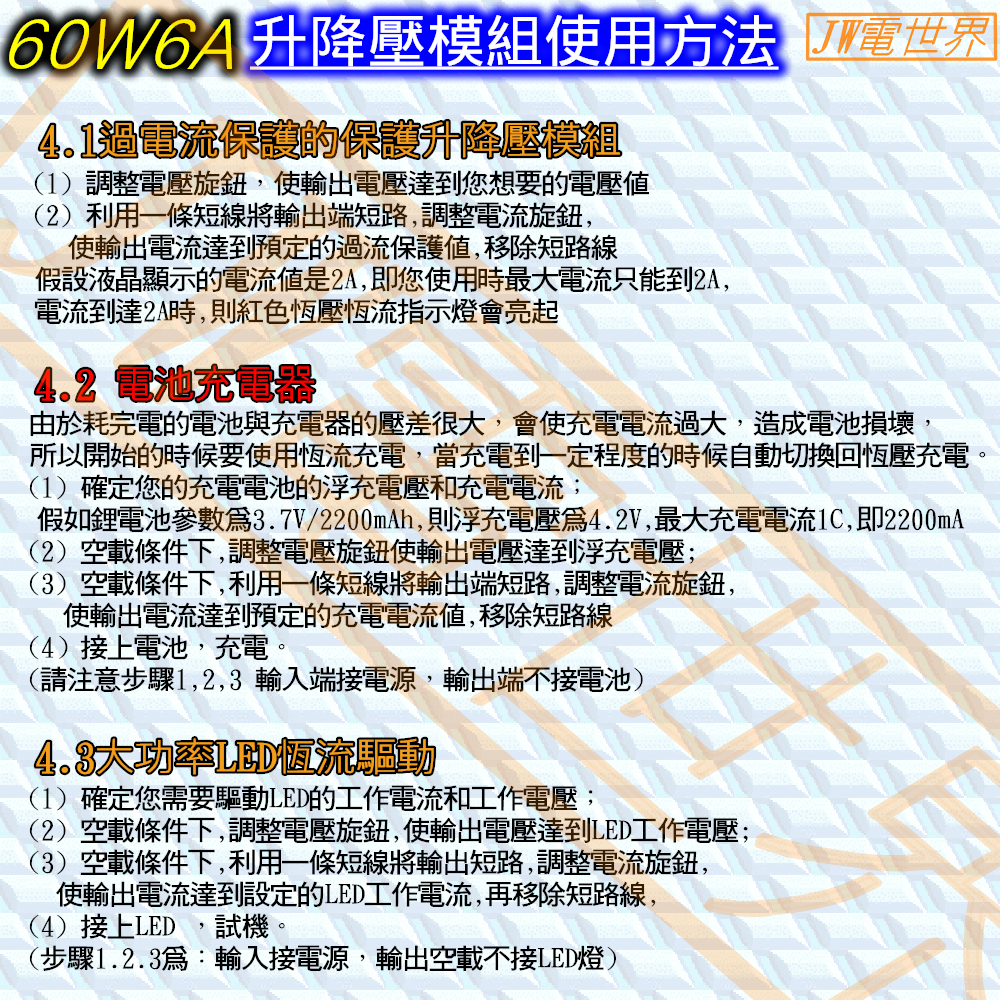 60W6A 升降壓模組使用方法 JW電世界
4.1過電流保護的保護升降壓模組
(1) 調整電壓旋鈕，使輸出電壓達到您想要的電壓值
(2) 利用一條短線將輸出端短路,調整電流旋鈕,
使輸出電流達到預定的過流保護值,移除短路線
假設液晶顯示的電流值是2A,即您使用時最大電流只能到2A,
電流到達2A時,則紅色恆壓恆流指示燈會亮起
4.2 電池充電器
由於耗完電的電池與充電器的壓差很大，會使充電電流過大，造成電池損壞，
所以開始的時候要使用恆流充電，當充電到一定程度的時候自動切換回恆壓充電。
(1) 確定您的充電電池的浮充電壓和充電電流；
假如鋰電池參數為3.7V/2200mAh,則浮充電壓為4.2V,最大充電電流1C,即2200mA
(2) 空載條件下,調整電壓旋鈕使輸出電壓達到浮充電壓;
(3) 空載條件下,利用一條短線將輸出端短路,調整電流旋鈕,
使輸出電流達到預定的充電電流值,移除短路線
(4) 接上電池，充電。
(請注意步驟1,2,3 輸入端接電源，輸出端不接電池)
4.3大功率LED恆流驅動
(1) 確定您需要驅動LED的工作電流和工作電壓；
(2) 空載條件下,調整電壓旋鈕,使輸出電壓達到LED工作電壓;
(3) 空載條件下,利用一條短線將輸出短路,調整電流旋鈕,
使輸出電流達到設定的LED工作電流,再移除短路線,
(4) 接上LED ，試機。
(步驟1.2.3為：輸入接電源，輸出空載不接LED燈)